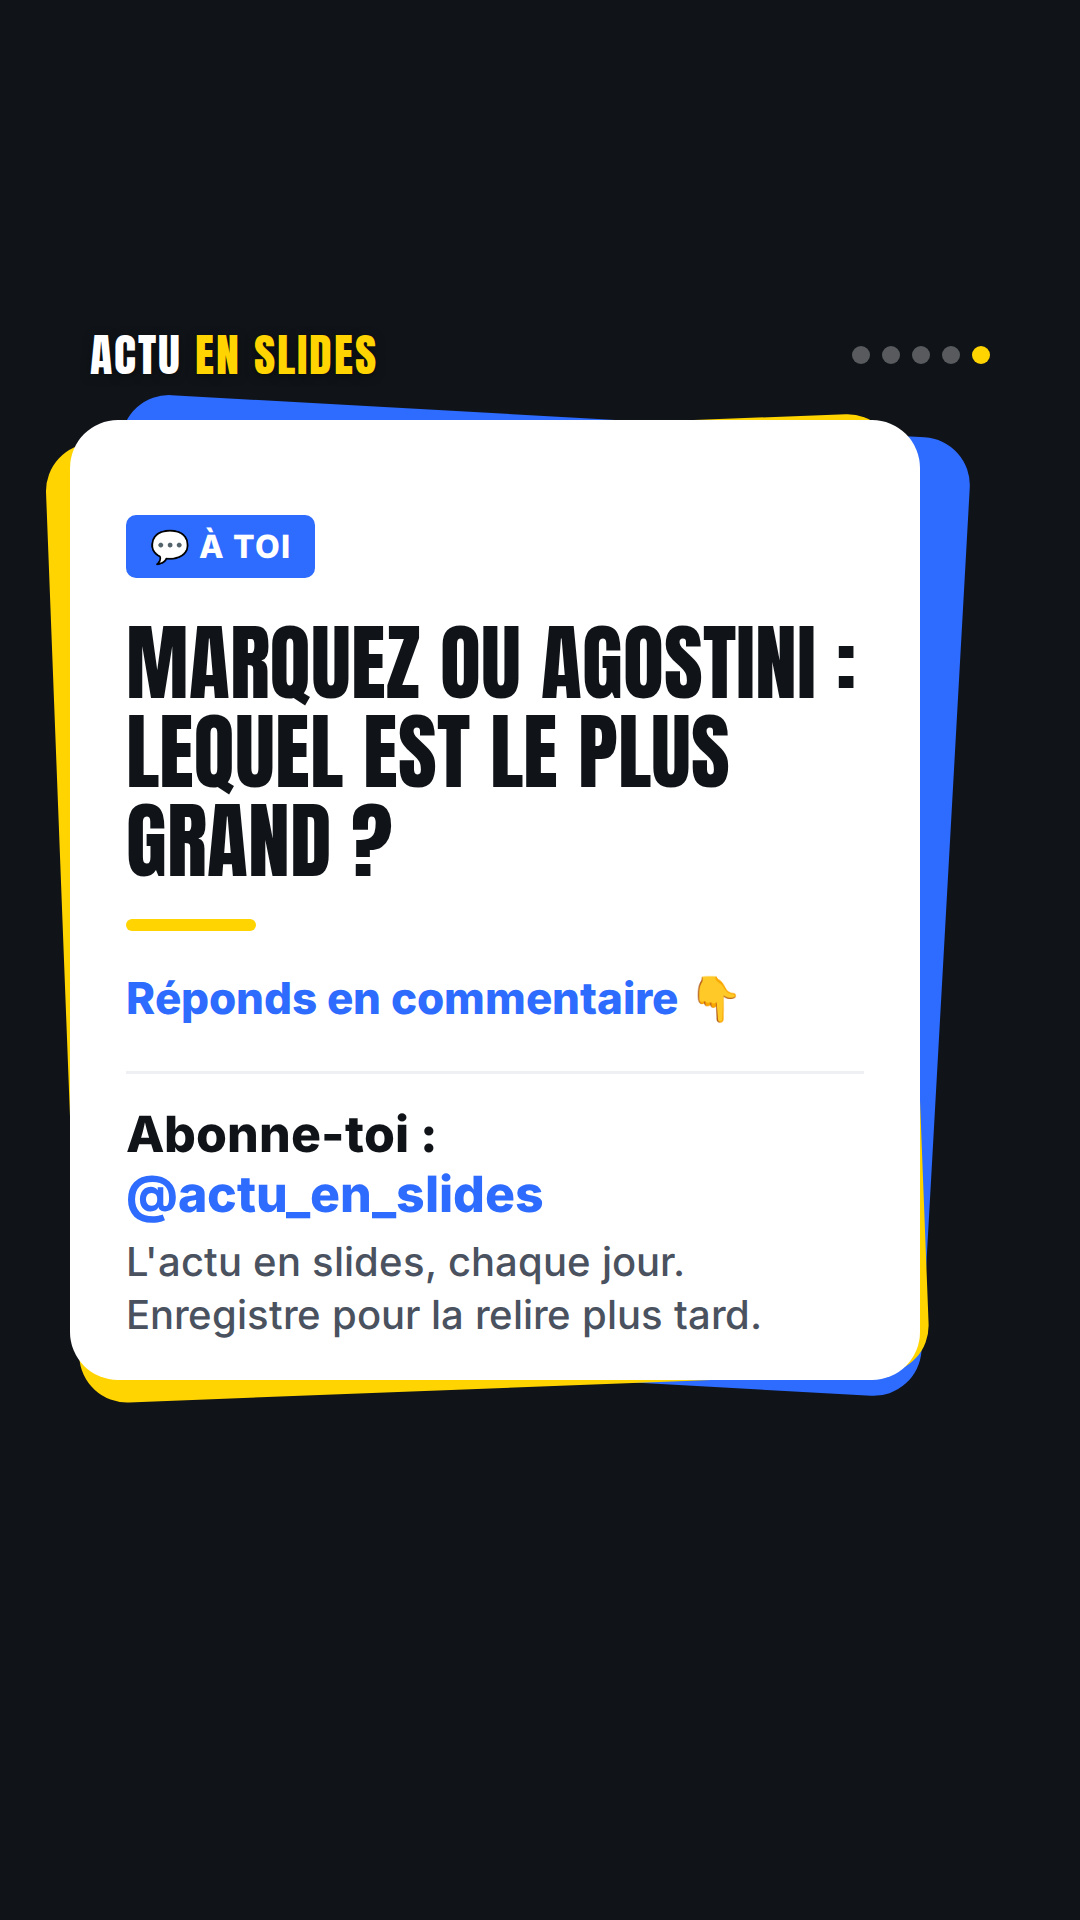 ACTU EN SLIDES
💬 À TOI
MARQUEZ OU AGOSTINI :
LEQUEL EST LE PLUS
GRAND ?
Réponds en commentaire 👇
Abonne-toi :
@actu_en_slides
L'actu en slides, chaque jour.
Enregistre pour la relire plus tard.